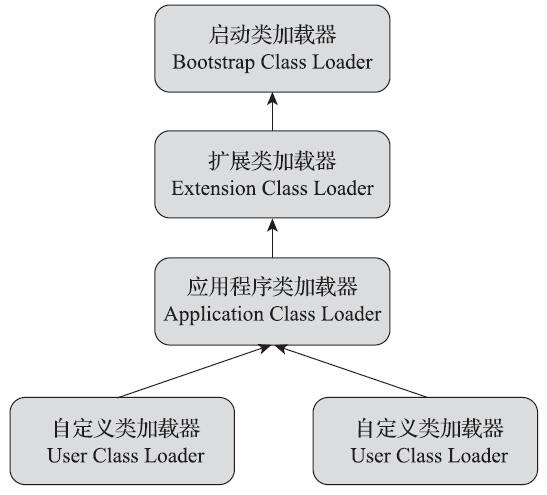 启动类加载器
Bootstrap Class Loader
扩展类加载器
Extension Class Loader
应用程序类加载器
Application Class Loader
自定义类加载器
User Class Loader
自定义类加载器
User Class Loader